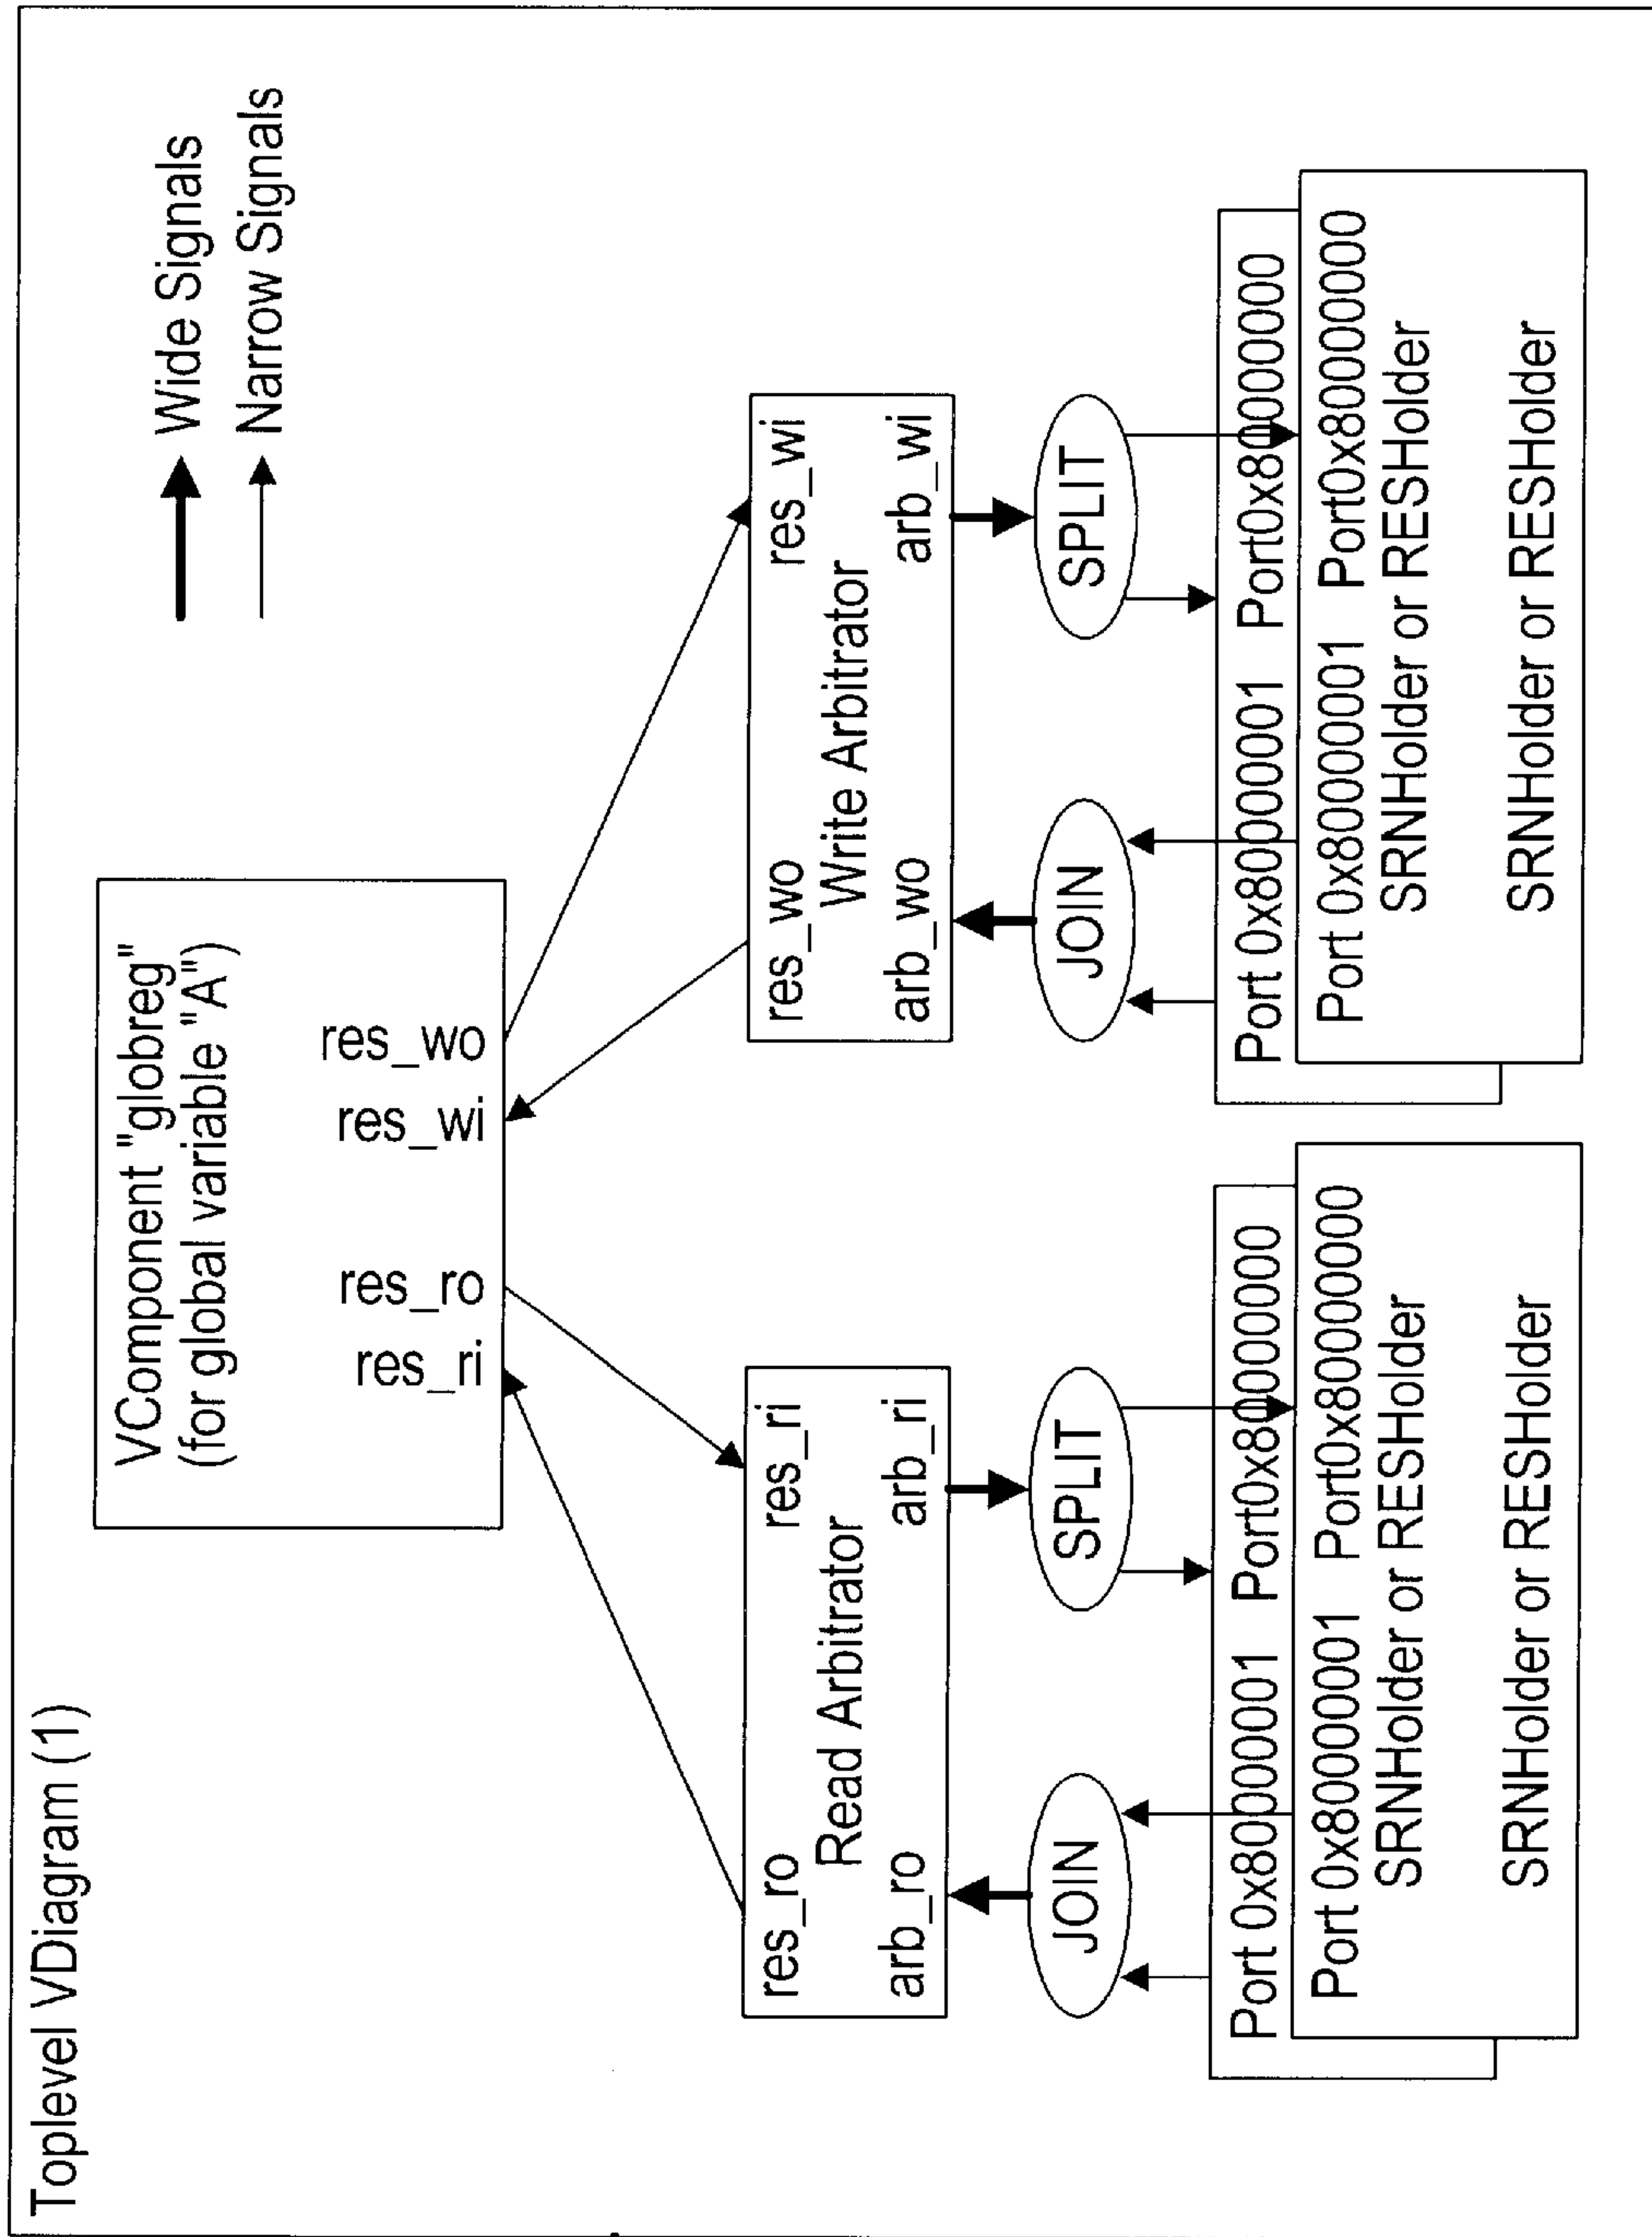 Toplevel VDiagram (1)
Wide Signals
Narrow Signals
VComponent "globreg"
(for global variable "A")
res_ri
res_ro
res_wi
res_wo
res_ro
res_ri
Read Arbitrator
arb_ro
arb_ri
res_wo
res_wi
Write Arbitrator
arb_wo
arb_wi
JOIN
SPLIT
JOIN
SPLIT
Port 0x80000001 Port0x80000000
Port 0x80000001 Port0x80000000
SRNHolder or RESHolder
SRNHolder or RESHolder
Port 0x80000001 Port0x80000000
Port 0x80000001 Port0x80000000
SRNHolder or RESHolder
SRNHolder or RESHolder